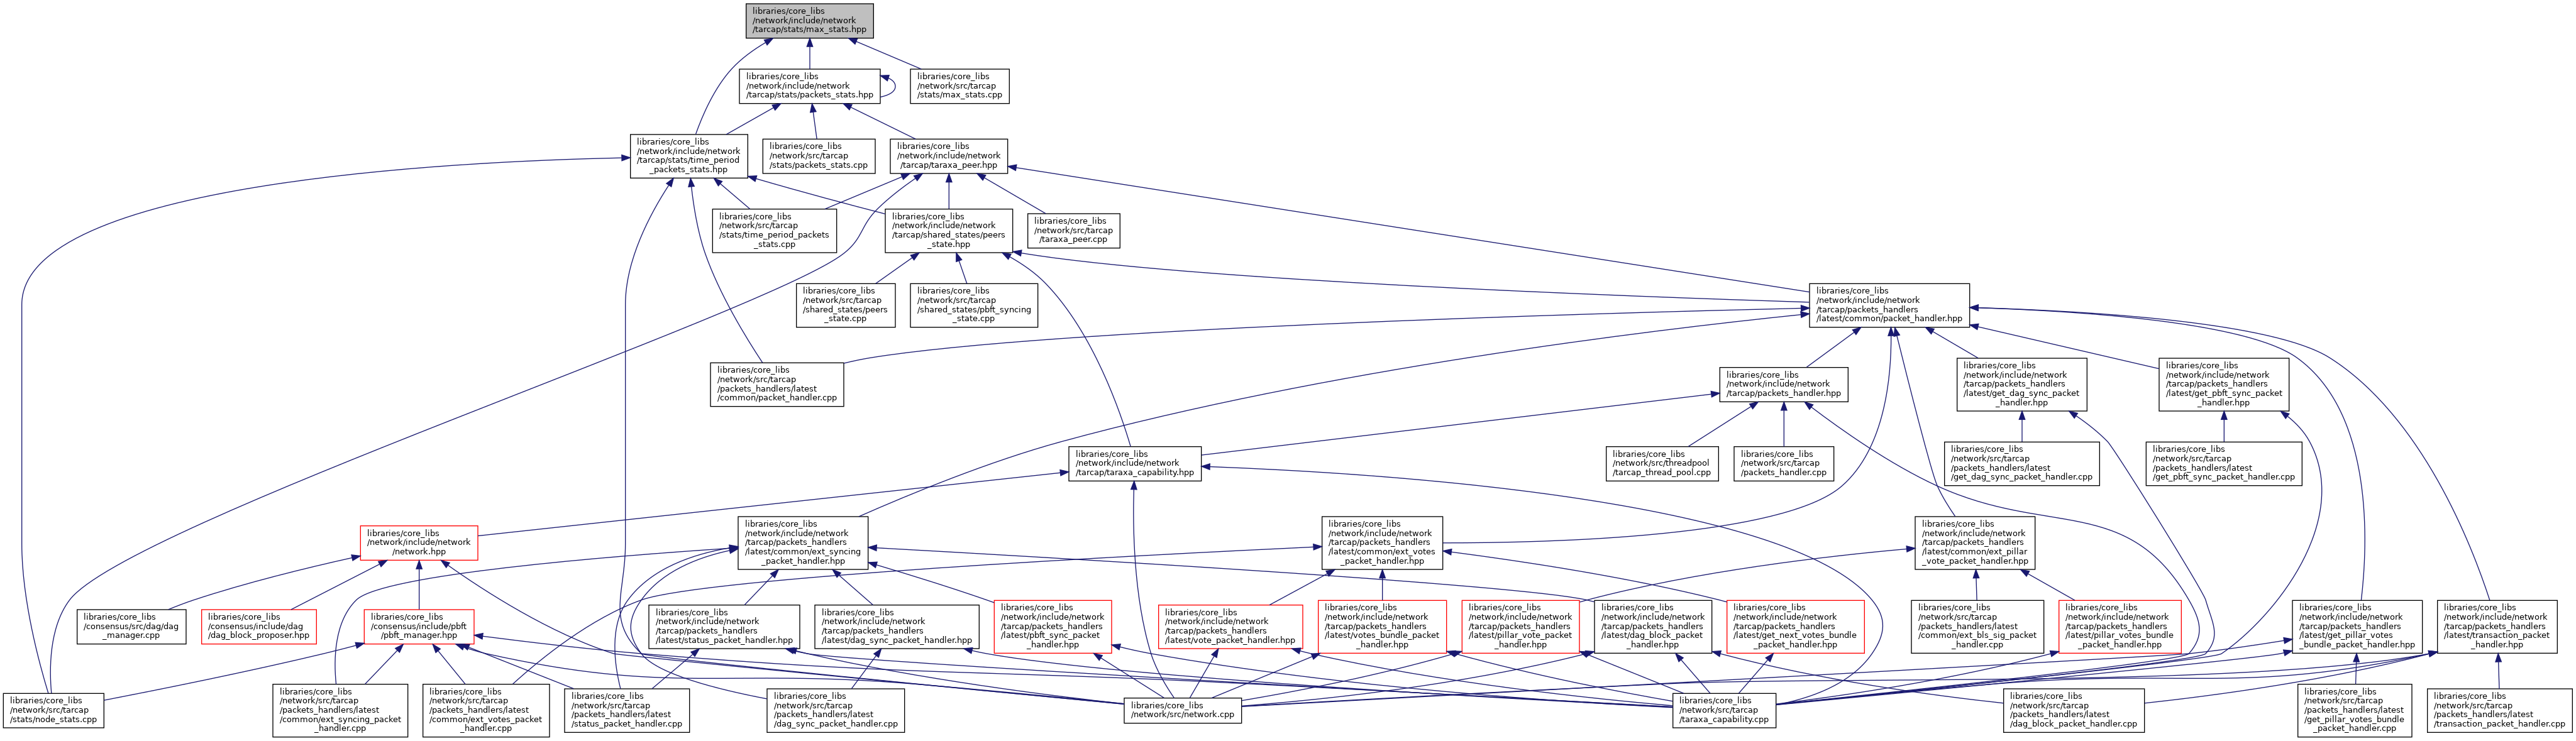 libraries/core_libs
/network/include/network
/tarcap/stats/max_stats.hpp
libraries/core_libs
/network/include/network
/tarcap/stats/packets_stats.hpp
libraries/core_libs
/network/src/tarcap
/stats/max_stats.cpp
libraries/core_libs
/network/include/network
/tarcap/stats/time_period
_packets_stats.hpp
libraries/core_libs
/network/src/tarcap
/stats/packets_stats.cpp
libraries/core_libs
/network/include/network
/tarcap/taraxa_peer.hpp
libraries/core_libs
/network/src/tarcap
/stats/time_period_packets
_stats.cpp
libraries/core_libs
/network/include/network
/tarcap/shared_states/peers
_state.hpp
libraries/core_libs
/network/src/tarcap
/taraxa_peer.cpp
libraries/core_libs
/network/src/tarcap
/shared_states/peers
_state.cpp
libraries/core_libs
/network/src/tarcap
/shared_states/pbft_syncing
_state.cpp
libraries/core_libs
/network/include/network
/tarcap/packets_handlers
/latest/common/packet_handler.hpp
libraries/core_libs
/network/src/tarcap
/packets_handlers/latest
/common/packet_handler.cpp
libraries/core_libs
/network/include/network
/tarcap/packets_handler.hpp
libraries/core_libs
/network/include/network
/tarcap/packets_handlers
/latest/get_dag_sync_packet
_handler.hpp
libraries/core_libs
/network/include/network
/tarcap/packets_handlers
/latest/get_pbft_sync_packet
_handler.hpp
libraries/core_libs
/network/include/network
/tarcap/taraxa_capability.hpp
libraries/core_libs
/network/src/threadpool
/tarcap_thread_pool.cpp
libraries/core_libs
/network/src/tarcap
/packets_handler.cpp
libraries/core_libs
/network/src/tarcap
/packets_handlers/latest
/get_dag_sync_packet_handler.cpp
libraries/core_libs
/network/src/tarcap
/packets_handlers/latest
/get_pbft_sync_packet_handler.cpp
libraries/core_libs
/network/include/network
/network.hpp
libraries/core_libs
/network/include/network
/tarcap/packets_handlers
/latest/common/ext_syncing
_packet_handler.hpp
libraries/core_libs
/network/include/network
/tarcap/packets_handlers
/latest/common/ext_votes
_packet_handler.hpp
libraries/core_libs
/network/include/network
/tarcap/packets_handlers
/latest/common/ext_pillar
_vote_packet_handler.hpp
libraries/core_libs
/consensus/src/dag/dag
_manager.cpp
libraries/core_libs
/consensus/include/dag
/dag_block_proposer.hpp
libraries/core_libs
/consensus/include/pbft
/pbft_manager.hpp
libraries/core_libs
/network/include/network
/tarcap/packets_handlers
/latest/status_packet_handler.hpp
libraries/core_libs
/network/include/network
/tarcap/packets_handlers
/latest/dag_sync_packet_handler.hpp
libraries/core_libs
/network/include/network
/tarcap/packets_handlers
/latest/pbft_sync_packet
_handler.hpp
libraries/core_libs
/network/include/network
/tarcap/packets_handlers
/latest/vote_packet_handler.hpp
libraries/core_libs
/network/include/network
/tarcap/packets_handlers
/latest/votes_bundle_packet
_handler.hpp
libraries/core_libs
/network/include/network
/tarcap/packets_handlers
/latest/pillar_vote_packet
_handler.hpp
libraries/core_libs
/network/include/network
/tarcap/packets_handlers
/latest/dag_block_packet
_handler.hpp
libraries/core_libs
/network/include/network
/tarcap/packets_handlers
/latest/get_next_votes_bundle
_packet_handler.hpp
libraries/core_libs
/network/src/tarcap
/packets_handlers/latest
/common/ext_bls_sig_packet
_handler.cpp
libraries/core_libs
/network/include/network
/tarcap/packets_handlers
/latest/pillar_votes_bundle
_packet_handler.hpp
libraries/core_libs
/network/include/network
/tarcap/packets_handlers
/latest/get_pillar_votes
_bundle_packet_handler.hpp
libraries/core_libs
/network/include/network
/tarcap/packets_handlers
/latest/transaction_packet
_handler.hpp
libraries/core_libs
/network/src/tarcap
/stats/node_stats.cpp
libraries/core_libs
/network/src/tarcap
/packets_handlers/latest
/common/ext_syncing_packet
_handler.cpp
libraries/core_libs
/network/src/tarcap
/packets_handlers/latest
/common/ext_votes_packet
_handler.cpp
libraries/core_libs
/network/src/tarcap
/packets_handlers/latest
/status_packet_handler.cpp
libraries/core_libs
/network/src/tarcap
/packets_handlers/latest
/dag_sync_packet_handler.cpp
libraries/core_libs
/network/src/network.cpp
libraries/core_libs
/network/src/tarcap
/taraxa_capability.cpp
libraries/core_libs
/network/src/tarcap
/packets_handlers/latest
/dag_block_packet_handler.cpp
libraries/core_libs
/network/src/tarcap
/packets_handlers/latest
/get_pillar_votes_bundle
_packet_handler.cpp
libraries/core_libs
/network/src/tarcap
/packets_handlers/latest
/transaction_packet_handler.cpp